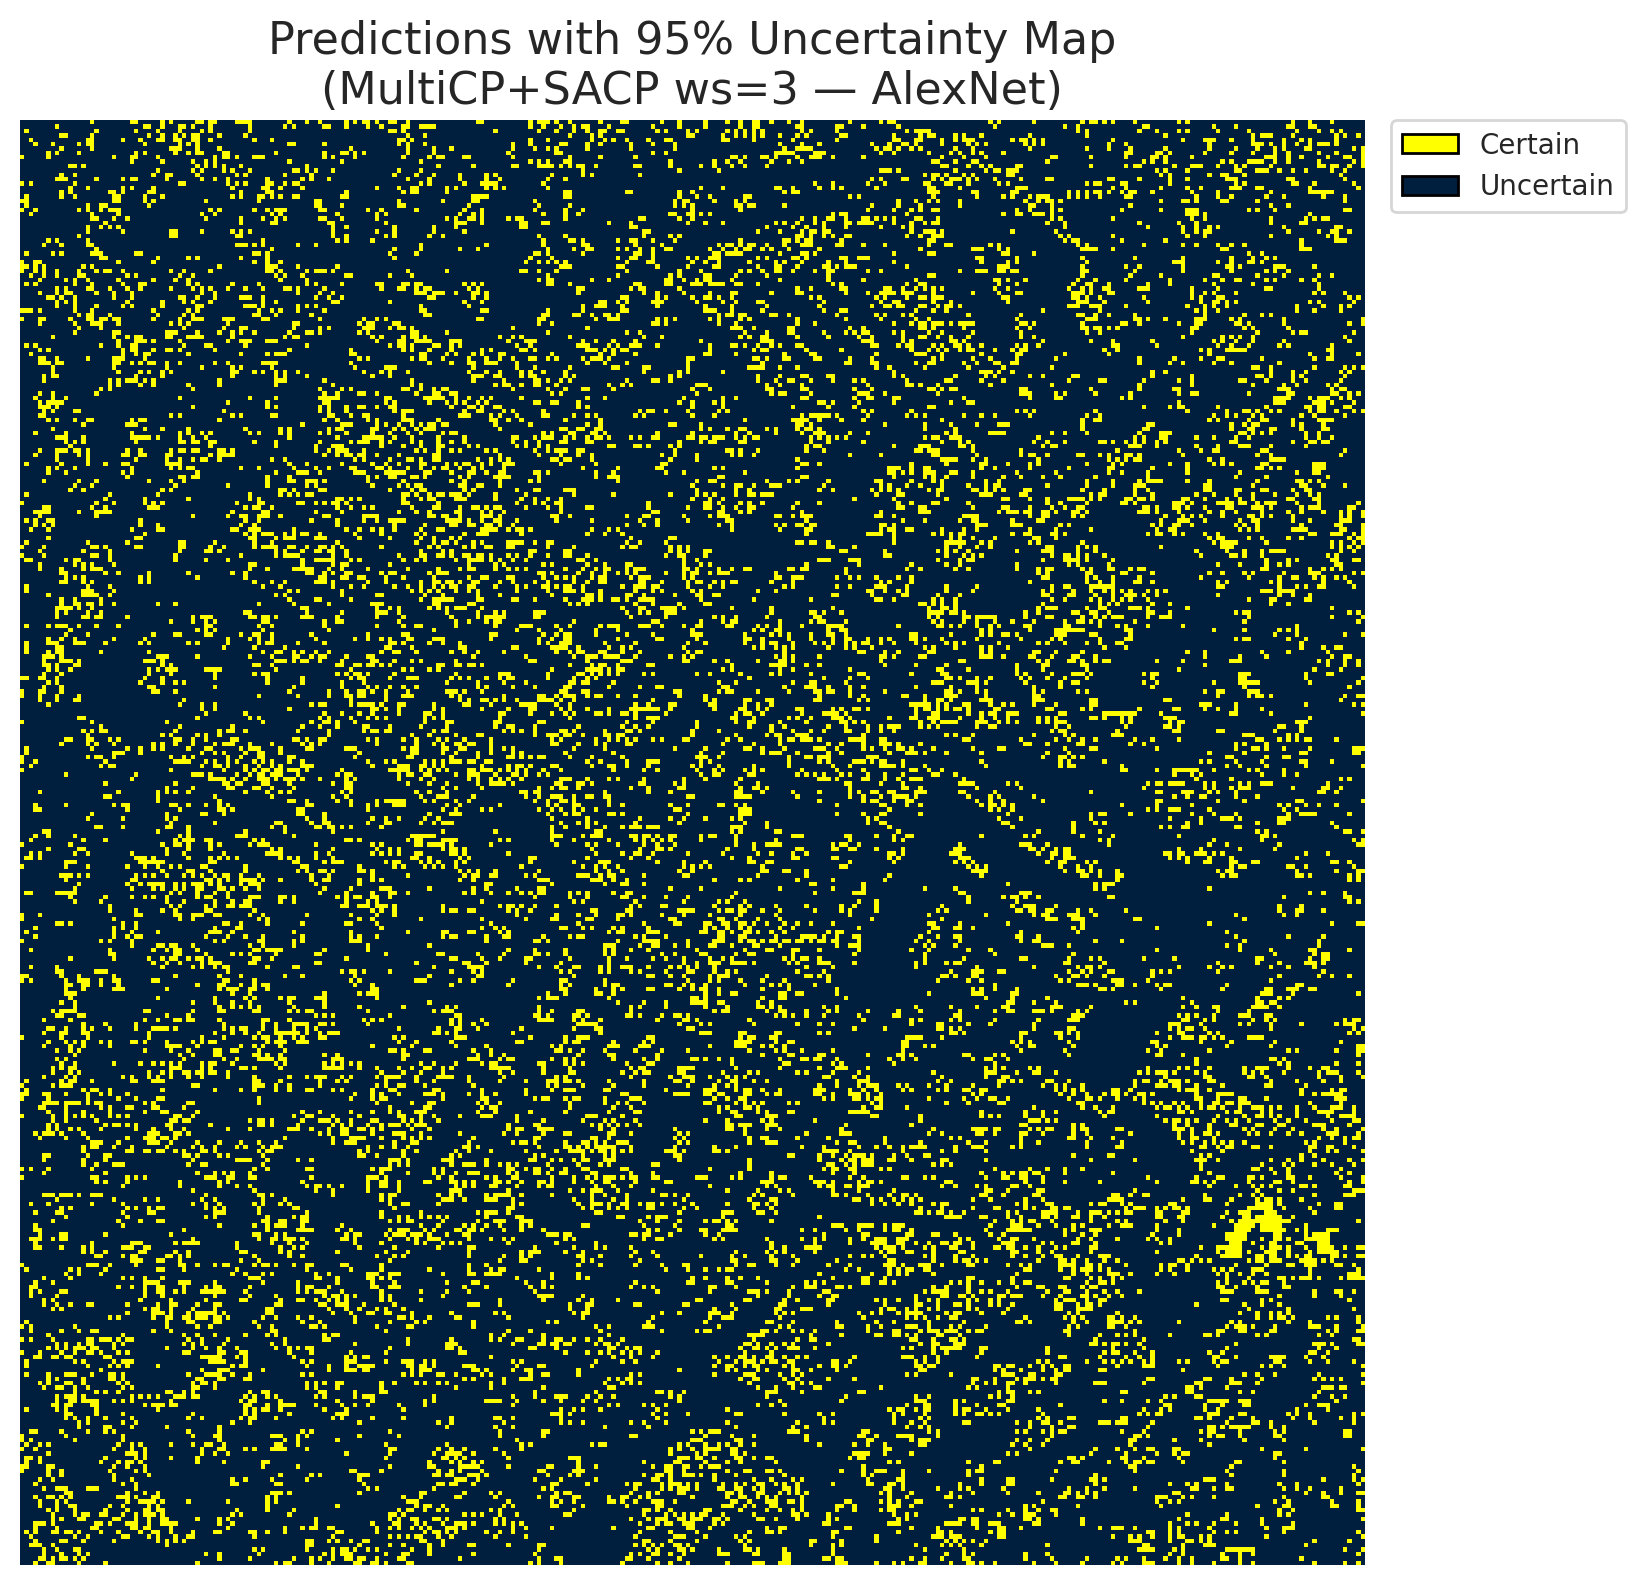 Predictions with 95% Uncertainty Map
(MultiCP+SACP ws=3 — AlexNet)
Certain
Uncertain